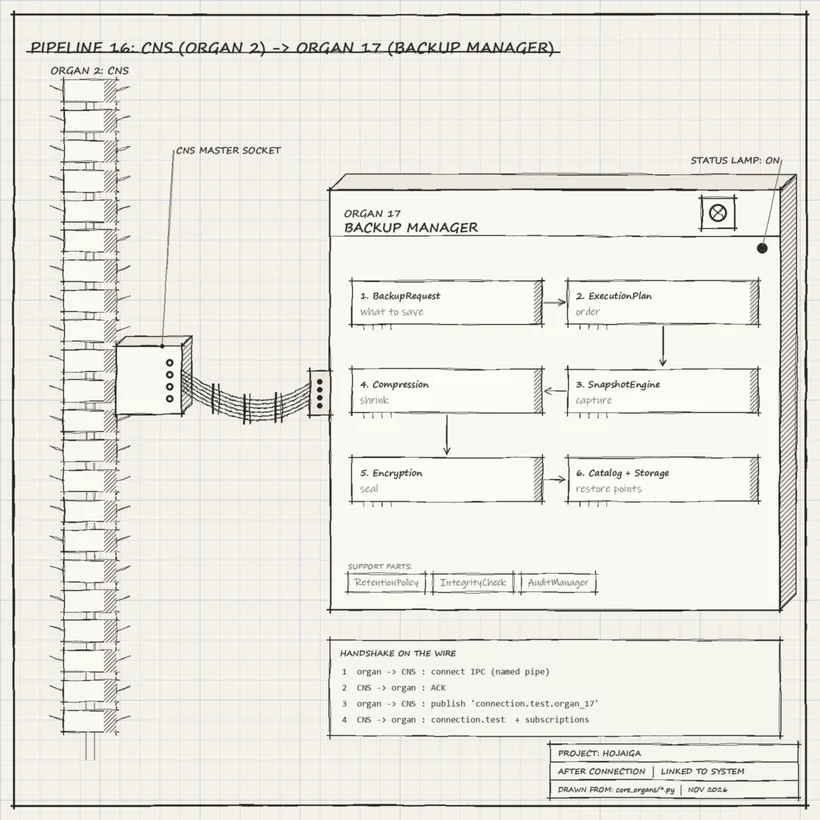 PIPELINE 16: CNS (ORGAN 2) -> ORGAN 17 (BACKUP MANAGER)
ORGAN 2: CNS
CNS MASTER SOCKET
STATUS LAMP: ON
ORGAN 17
BACKUP MANAGER
1. BackupRequest
what to save
2. ExecutionPlan
order
4. Compression
shrink
3. SnapshotEngine
capture
5. Encryption
seal
6. Catalog + Storage
restore points
SUPPORT PARTS:
RetentionPolicy
IntegrityCheck
AuditManager
HANDSHAKE ON THE WIRE
1 organ -> CNS : connect IPC (named pipe)
2 CNS -> organ : ACK
3 organ -> CNS : publish 'connection.test.organ_17'
4 CNS -> organ : connection.test + subscriptions
PROJECT: HOJAIGA
AFTER CONNECTION | LINKED TO SYSTEM
DRAWN FROM: core_organs/*.py | NOV 2026